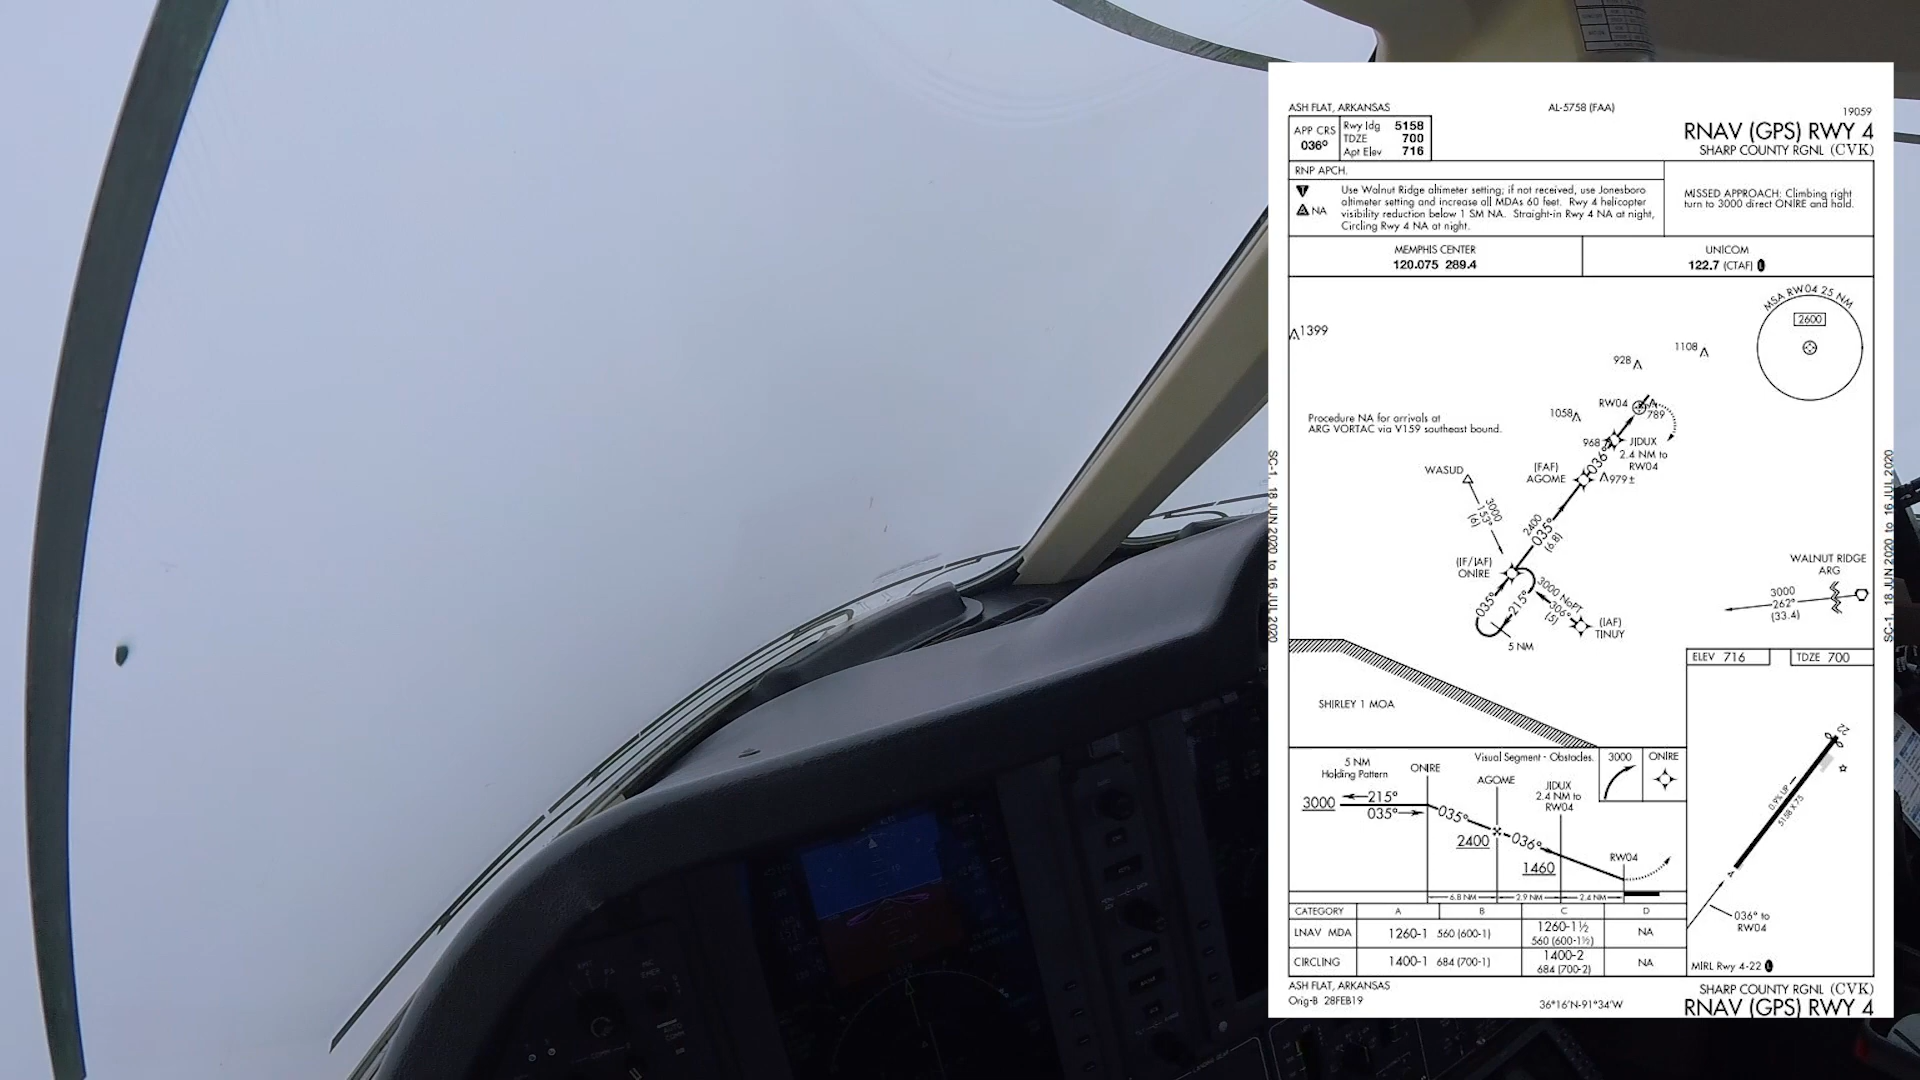 ASH FLAT, ARKANSAS
AL-5758 (FAA)
19059
APP CRS
036°
Rwy ldg 5158
TDZE 700
Apt Elev 716
RNAV (GPS) RWY 4
SHARP COUNTY RGNL (CVK)
RNP APCH.
NA
Use Walnut Ridge altimeter setting; if not received, use Jonesboro
altimeter setting and increase all MDAs 60 feet. Rwy 4 helicopter
visibility reduction below 1 SM NA. Straight-in Rwy 4 NA at night,
Circling Rwy 4 NA at night.
MISSED APPROACH: Climbing right
turn to 3000 direct ONIRE and hold.
MEMPHIS CENTER
120.075 289.4
UNICOM
122.7 (CTAF) L
MSA RW04 25 NM
2600
1399
928
1108
RW04
789
1058
968
JIDUX
2.4 NM to
RW04
Procedure NA for arrivals at
ARG VORTAC via V159 southeast bound.
036°
(FAF)
AGOME
979±
WASUD
3000
153°
(6)
2400
035°
(6.8)
(IF/IAF)
ONIRE
035°
215°
3000 NoPT
306°
(5)
(IAF)
TINUY
5 NM
WALNUT RIDGE
ARG
3000
262°
(33.4)
SC-1, 18 JUN 2020 to 16 JUL 2020
SC-1, 18 JUN 2020 to 16 JUL 2020
SHIRLEY 1 MOA
ELEV 716
TDZE 700
22
0.9% UP
5158 X 75
4
036° to
RW04
MIRL Rwy 4-22 L
5 NM
Holding Pattern
ONIRE
Visual Segment - Obstacles.
3000
ONIRE
AGOME
JIDUX
2.4 NM to
RW04
3000
215°
035°
035°
2400
036°
1460
RW04
6.8 NM
2.9 NM
2.4 NM
CATEGORY A B C D
LNAV MDA 1260-1 560 (600-1) 1260-1½ 560 (600-1½) NA
CIRCLING 1400-1 684 (700-1) 1400-2 684 (700-2) NA
ASH FLAT, ARKANSAS
Orig-B 28FEB19
36°16'N-91°34'W
SHARP COUNTY RGNL (CVK)
RNAV (GPS) RWY 4